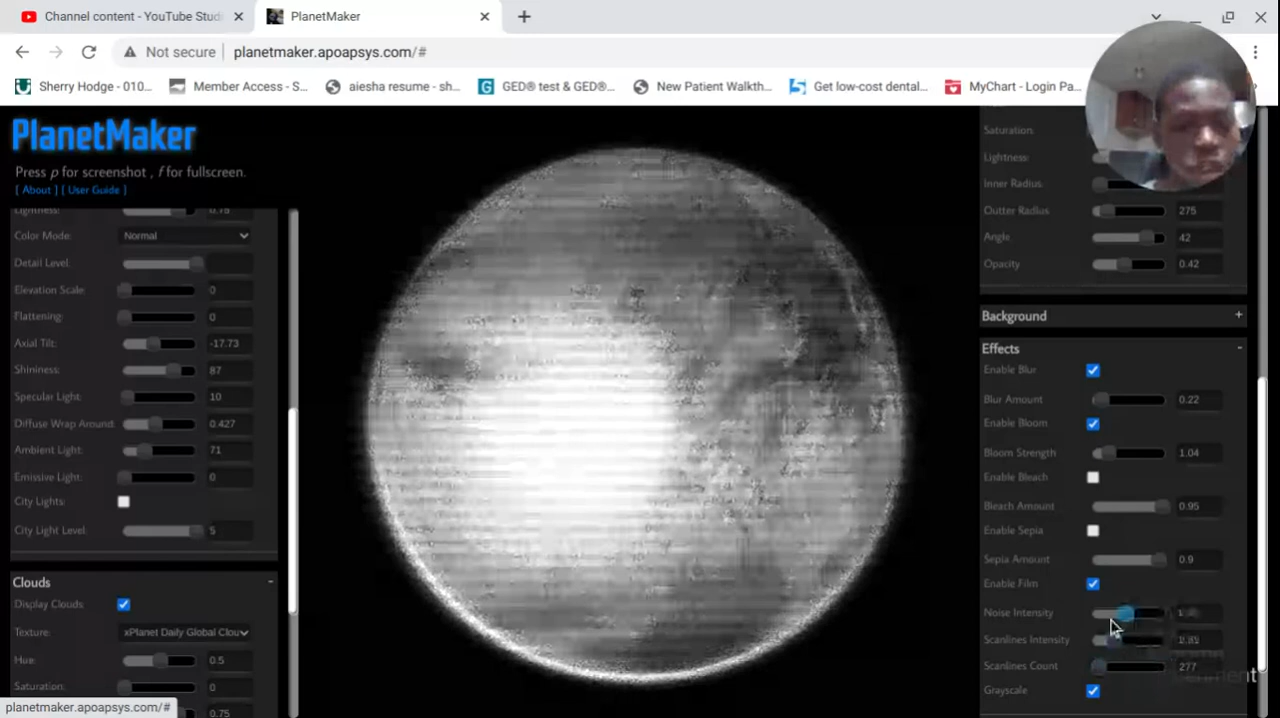 Channel content - YouTube Stud
PlanetMaker
Not secure
planetmaker.apoapsys.com/#
Sherry Hodge - 010...
Member Access - S...
aiesha resume - sh...
GED® test & GED®...
New Patient Walkth...
Get low-cost dental...
MyChart - Login Pa...
PlanetMaker
Press p for screenshot , f for fullscreen.
[ About ] [ User Guide ]
Lightness: 0.75
Color Mode: Normal
Detail Level:
Elevation Scale: 0
Flattening: 0
Axial Tilt: -17.73
Shininess: 87
Specular Light: 10
Diffuse Wrap Around: 0.427
Ambient Light: 71
Emissive Light: 0
City Lights:
City Light Level: 5
Clouds -
Display Clouds:
Texture: xPlanet Daily Global Clou
Hue: 0.5
Saturation: 0
0.75
planetmaker.apoapsys.com/#
Saturation:
Lightness:
Inner Radius
Outter Radius 275
Angle 42
Opacity 0.42
Background +
Effects -
Enable Blur
Blur Amount 0.22
Enable Bloom
Bloom Strength 1.04
Enable Bleach
Bleach Amount 0.95
Enable Sepia
Sepia Amount 0.9
Enable Film
Noise Intensity
Scanlines Intensity
Scanlines Count 277
Grayscale